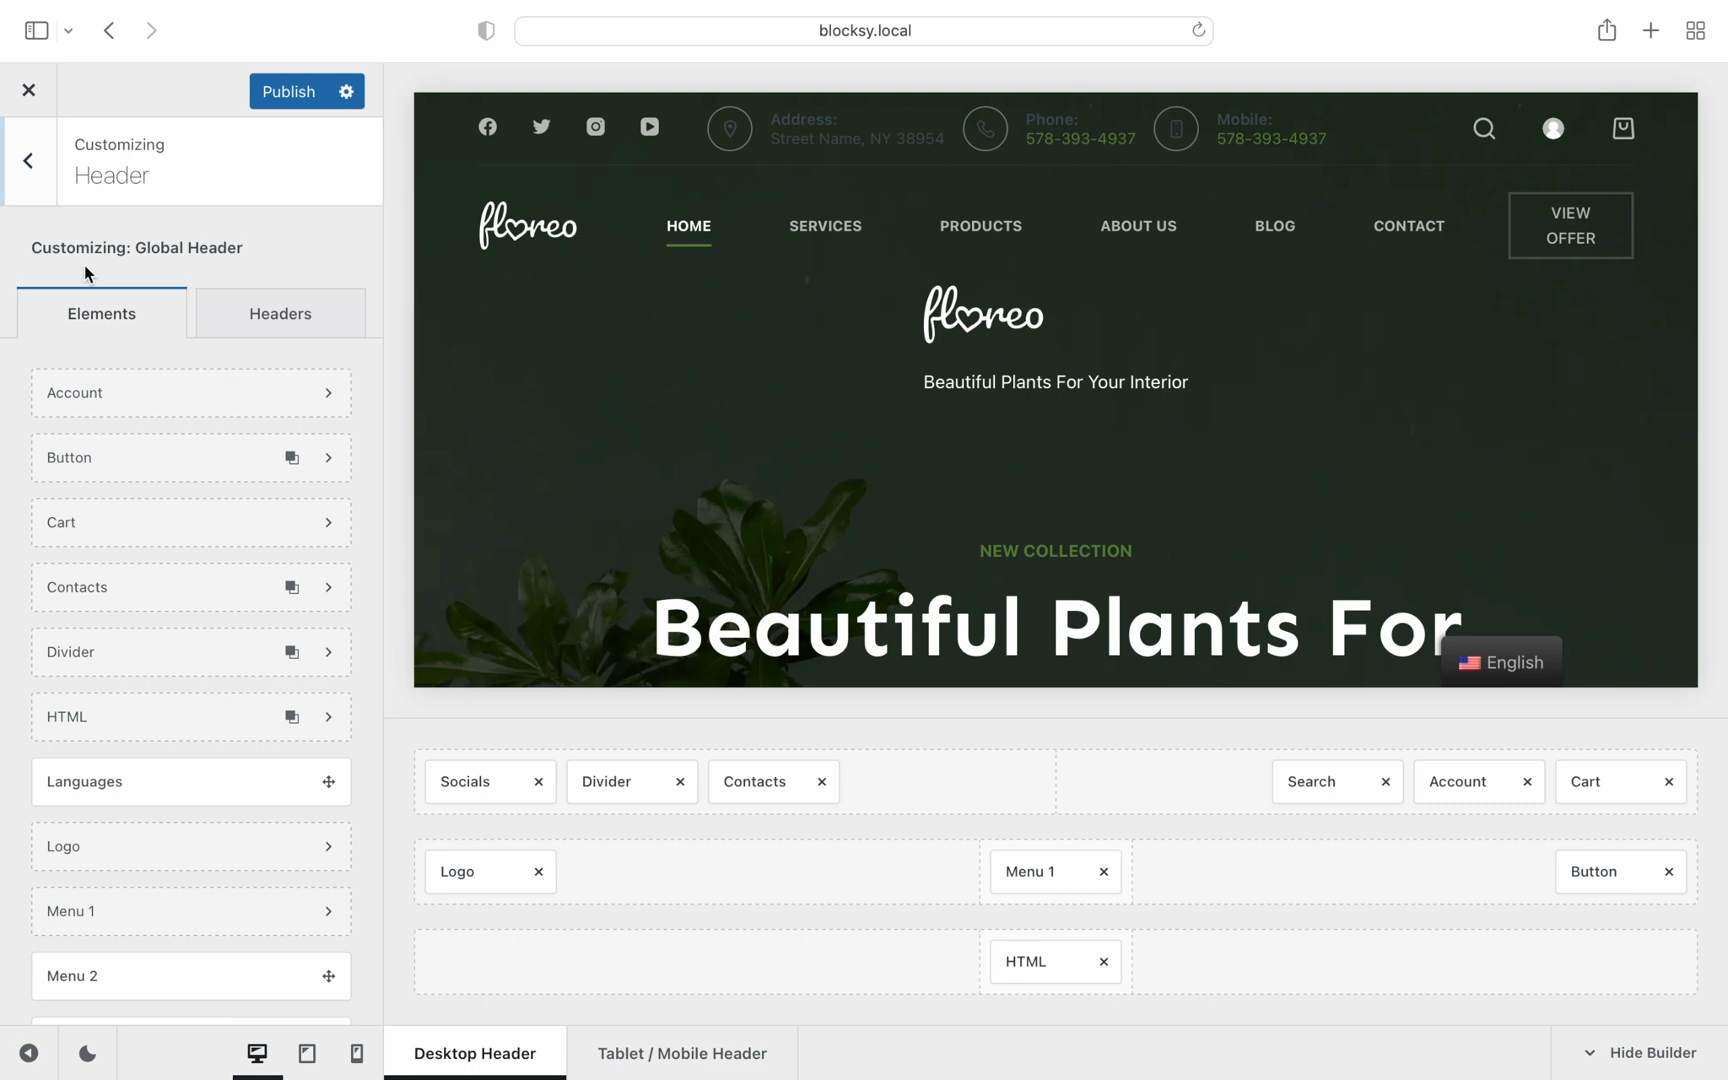 blocksy.local
Publish
Customizing
Header
Customizing: Global Header
Elements
Headers
Account
Button
Cart
Contacts
Divider
HTML
Languages
Logo
Menu 1
Menu 2
Address:
Street Name, NY 38954
Phone:
578-393-4937
Mobile:
578-393-4937
floreo
HOME
SERVICES
PRODUCTS
ABOUT US
BLOG
CONTACT
VIEW
OFFER
floreo
Beautiful Plants For Your Interior
NEW COLLECTION
Beautiful Plants For
English
Socials
Divider
Contacts
Search
Account
Cart
Logo
Menu 1
Button
HTML
Desktop Header
Tablet / Mobile Header
Hide Builder